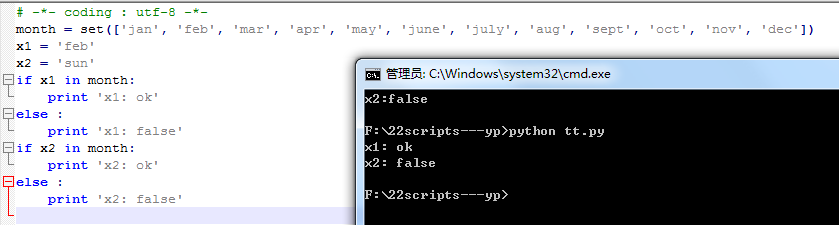 # -*- coding : utf-8 -*-
month = set(['jan', 'feb', 'mar', 'apr', 'may', 'june', 'july', 'aug', 'sept', 'oct', 'nov', 'dec'])
x1 = 'feb'
x2 = 'sun'
if x1 in month:
    print 'x1: ok'
else :
    print 'x1: false'
if x2 in month:
    print 'x2: ok'
else :
    print 'x2: false'
管理员: C:\Windows\system32\cmd.exe
x2:false
F:\22scripts---yp>python tt.py
x1: ok
x2: false
F:\22scripts---yp>